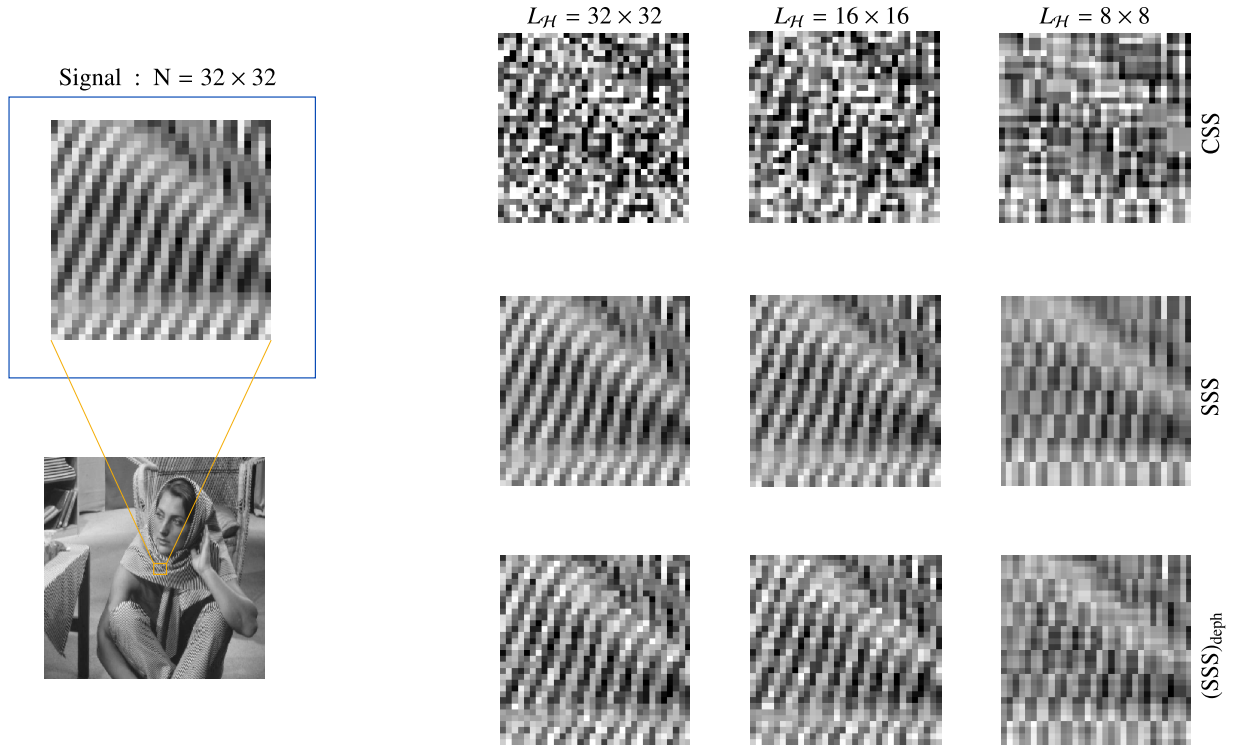 Signal : N = 32 × 32
L_ℋ = 32 × 32
L_ℋ = 16 × 16
L_ℋ = 8 × 8
CSS
SSS
(SSS)_deph